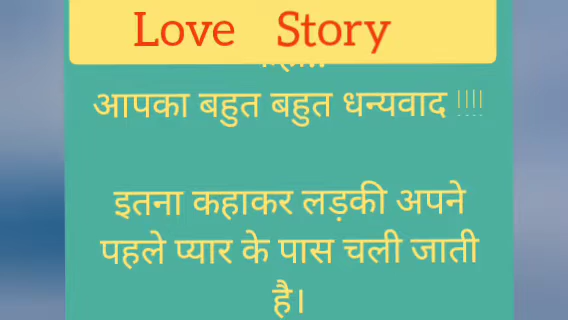 Love Story
आपका बहुत बहुत धन्यवाद !!!!
इतना कहाकर लड़की अपने
पहले प्यार के पास चली जाती
है।